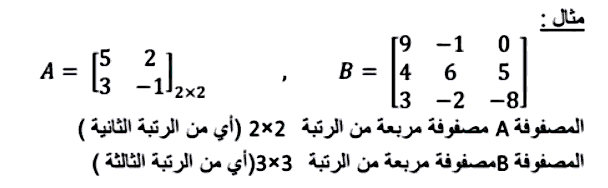 مثال :
A = [5 2
3 -1]2×2 , B = [9 -1 0
4 6 5
3 -2 -8]
المصفوفة A مصفوفة مربعة من الرتبة 2×2 (أي من الرتبة الثانية )
المصفوفة Bمصفوفة مربعة من الرتبة 3×3(أي من الرتبة الثالثة )